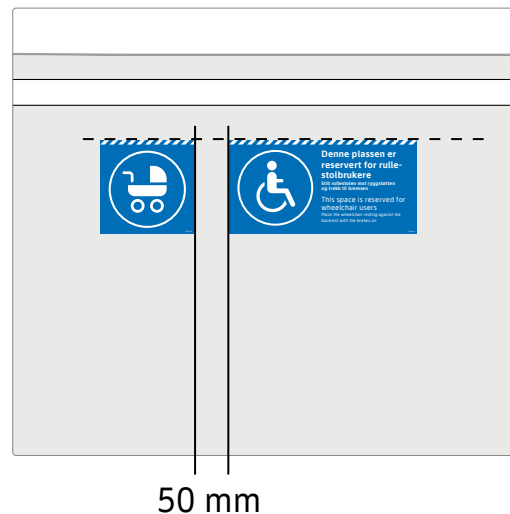 Denne plassen er
reservert for rulle-
stolbrukere
Still rullestolen mot ryggstøtten
og trekk til bremsen
This space is reserved for
wheelchair users
Place the wheelchair resting against the
backrest with the brakes on
50 mm